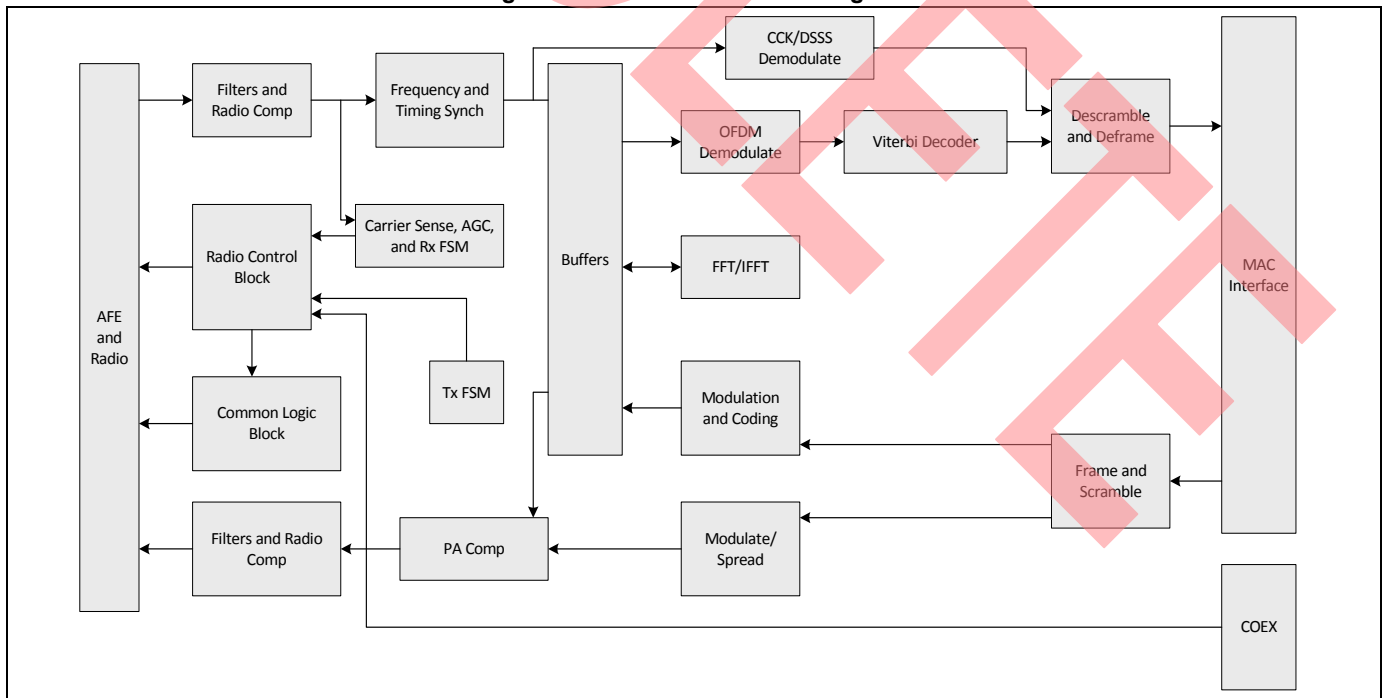 CCK/DSSS
Demodulate
Filters and
Radio Comp
Frequency and
Timing Synch
Descramble
and Deframe
OFDM
Demodulate
Viterbi Decoder
Carrier Sense, AGC,
and Rx FSM
Radio Control
Block
Buffers
FFT/IFFT
MAC
Interface
AFE
and
Radio
Tx FSM
Modulation
and Coding
Common Logic
Block
Frame and
Scramble
Filters and Radio
Comp
PA Comp
Modulate/
Spread
COEX